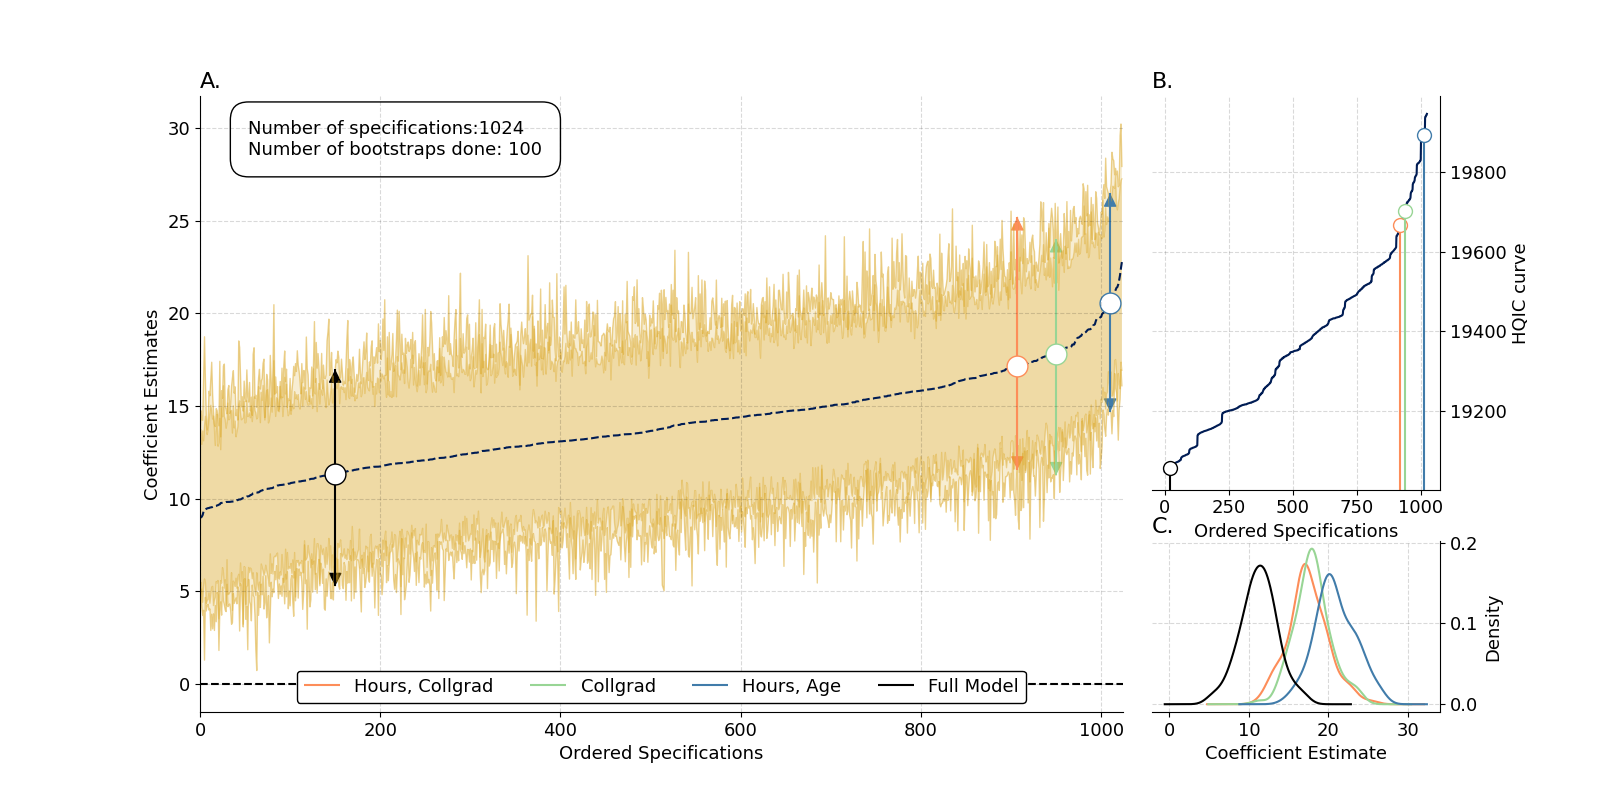 A.
Number of specifications:1024
Number of bootstraps done: 100
30
25
20
15
10
5
0
Coefficient Estimates
0 200 400 600 800 1000
Ordered Specifications
Hours, Collgrad Collgrad Hours, Age Full Model
B.
19800
19600
19400
19200
HQIC curve
0 250 500 750 1000
Ordered Specifications
C.
0.2
0.1
0.0
Density
0 10 20 30
Coefficient Estimate